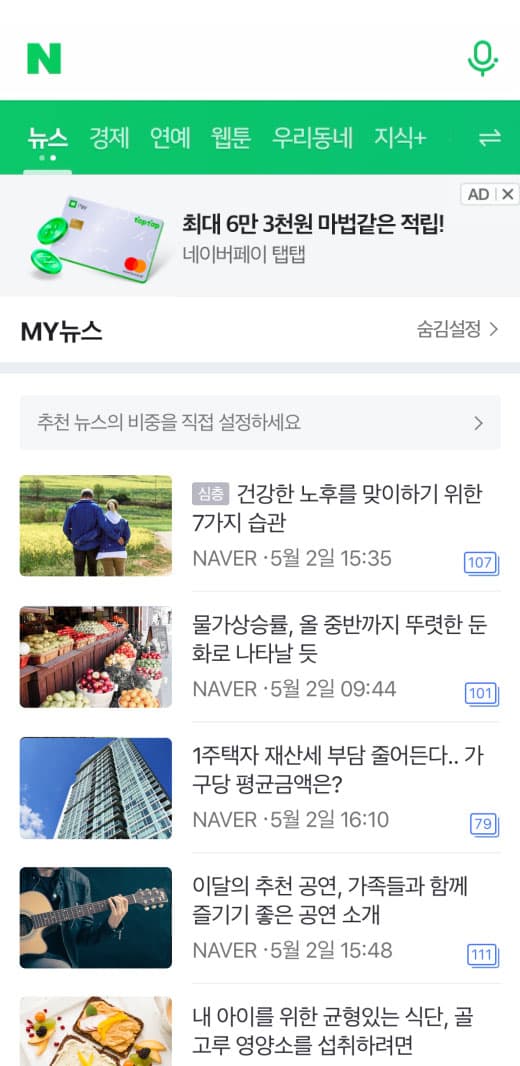 N
뉴스 경제 연예 웹툰 우리동네 지식+
AD
최대 6만 3천원 마법같은 적립!
네이버페이 탭탭
taptap
MY뉴스 숨김설정
추천 뉴스의 비중을 직접 설정하세요
심층 건강한 노후를 맞이하기 위한
7가지 습관
NAVER ·5월 2일 15:35
107
물가상승률, 올 중반까지 뚜렷한 둔
화로 나타날 듯
NAVER ·5월 2일 09:44
101
1주택자 재산세 부담 줄어든다.. 가
구당 평균금액은?
NAVER ·5월 2일 16:10
79
이달의 추천 공연, 가족들과 함께
즐기기 좋은 공연 소개
NAVER ·5월 2일 15:48
111
내 아이를 위한 균형있는 식단, 골
고루 영양소를 섭취하려면